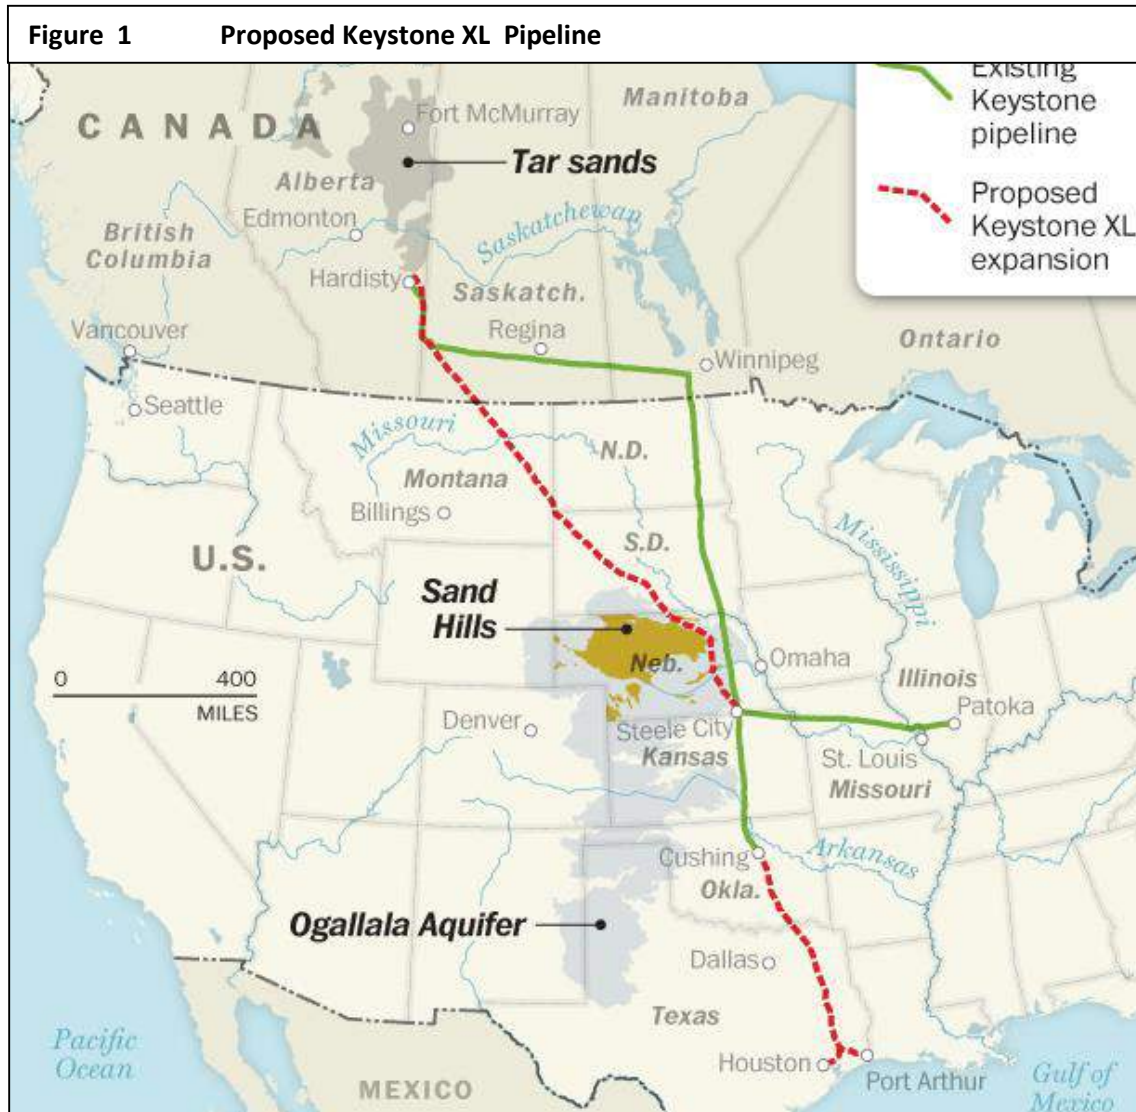 Figure 1 Proposed Keystone XL Pipeline
Existing
Keystone
pipeline
Proposed
Keystone XL
expansion
CANADA
Fort McMurray
Manitoba
Tar sands
Alberta
Edmonton
Saskatchewan
British
Columbia
Hardisty
Saskatch.
Vancouver
Regina
Winnipeg
Ontario
Seattle
Missouri
N.D.
Montana
Billings
Mississippi
S.D.
U.S.
Sand
Hills
Neb.
Omaha
0 400
MILES
Illinois
Patoka
Denver
Steele City
Kansas
St. Louis
Missouri
Cushing
Arkansas
Okla.
Ogallala Aquifer
Dallas
Texas
Pacific
Ocean
Houston
Port Arthur
MEXICO
Gulf of
Mexico